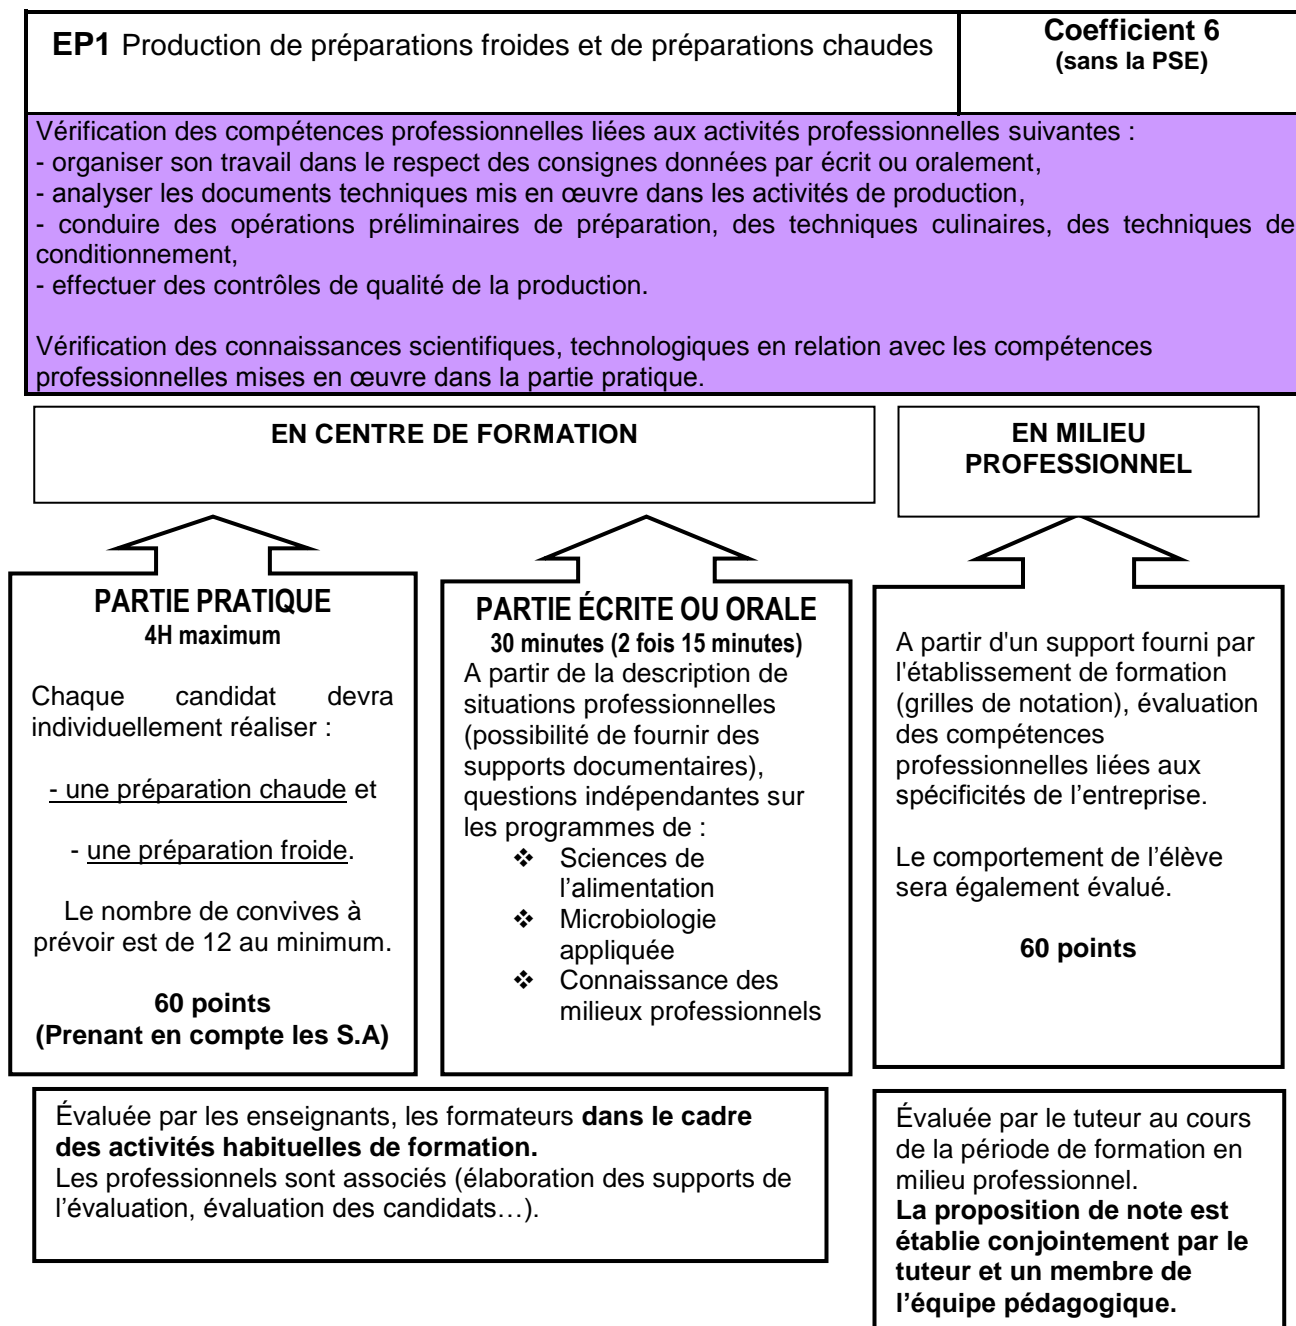 EP1 Production de préparations froides et de préparations chaudes
Coefficient 6
(sans la PSE)
Vérification des compétences professionnelles liées aux activités professionnelles suivantes :
- organiser son travail dans le respect des consignes données par écrit ou oralement,
- analyser les documents techniques mis en œuvre dans les activités de production,
- conduire des opérations préliminaires de préparation, des techniques culinaires, des techniques de
conditionnement,
- effectuer des contrôles de qualité de la production.
Vérification des connaissances scientifiques, technologiques en relation avec les compétences
professionnelles mises en œuvre dans la partie pratique.
EN CENTRE DE FORMATION
EN MILIEU
PROFESSIONNEL
PARTIE PRATIQUE
4H maximum
Chaque candidat devra
individuellement réaliser :
- une préparation chaude et
- une préparation froide.
Le nombre de convives à
prévoir est de 12 au minimum.
60 points
(Prenant en compte les S.A)
PARTIE ÉCRITE OU ORALE
30 minutes (2 fois 15 minutes)
A partir de la description de
situations professionnelles
(possibilité de fournir des
supports documentaires),
questions indépendantes sur
les programmes de :
❖ Sciences de
l'alimentation
❖ Microbiologie
appliquée
❖ Connaissance des
milieux professionnels
A partir d'un support fourni par
l'établissement de formation
(grilles de notation), évaluation
des compétences
professionnelles liées aux
spécificités de l’entreprise.
Le comportement de l’élève
sera également évalué.
60 points
Évaluée par les enseignants, les formateurs dans le cadre
des activités habituelles de formation.
Les professionnels sont associés (élaboration des supports de
l’évaluation, évaluation des candidats…).
Évaluée par le tuteur au cours
de la période de formation en
milieu professionnel.
La proposition de note est
établie conjointement par le
tuteur et un membre de
l’équipe pédagogique.